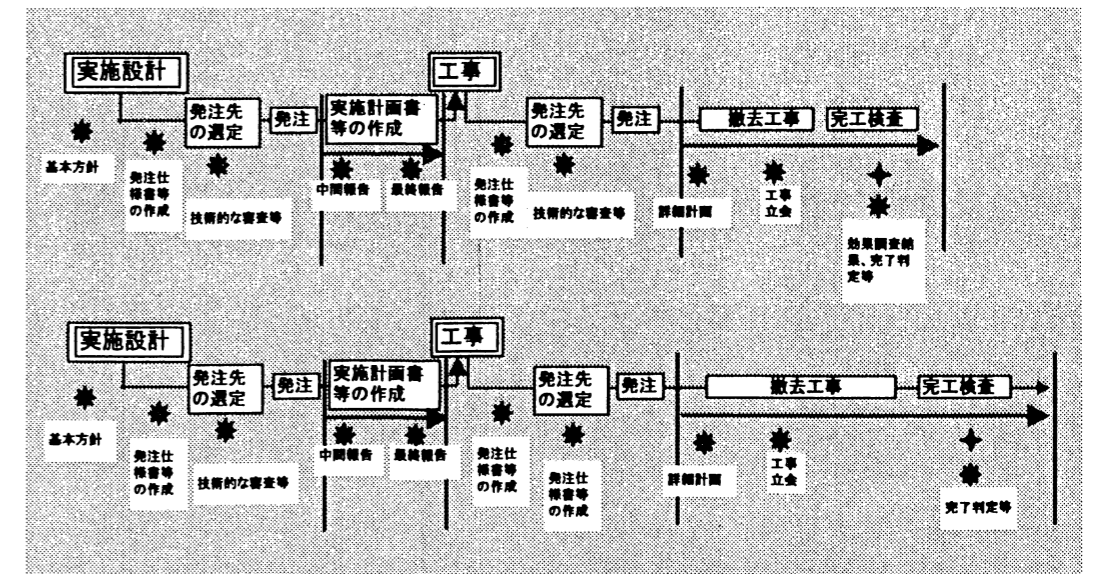 実施設計
工事
発注先
の選定
発注
実施計画書
等の作成
発注先
の選定
発注
撤去工事
完工検査
基本方針
発注仕
様書等
の作成
技術的な審査等
中間報告
最終報告
発注仕
様書等
の作成
技術的な審査等
詳細計画
工事
立会
効果調査結
果、完了判
定等
実施設計
工事
発注先
の選定
発注
実施計画書
等の作成
発注先
の選定
発注
撤去工事
完工検査
基本方針
発注仕
様書等
の作成
技術的な審査等
中間報告
最終報告
発注仕
様書等
の作成
発注仕
様書等
の作成
詳細計画
工事
立会
完了判定等